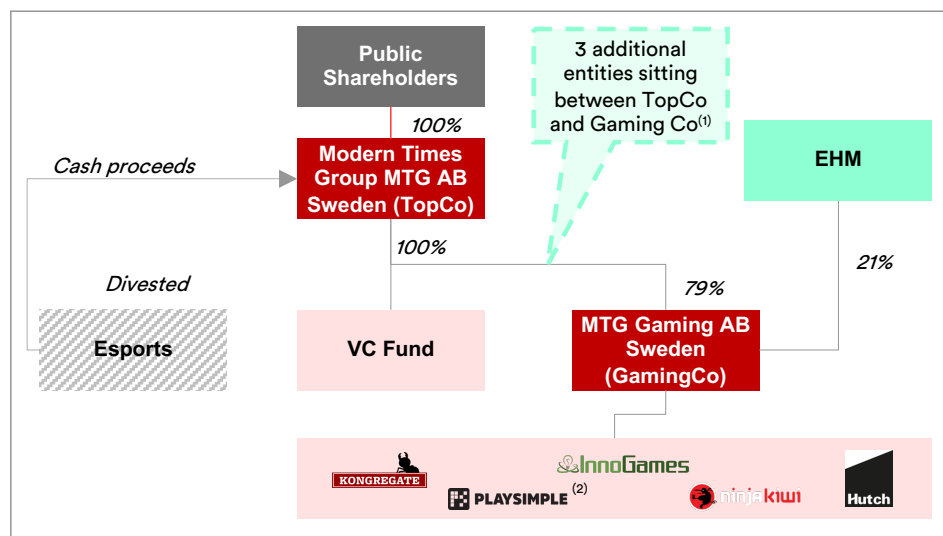 Public
Shareholders
3 additional
entities sitting
between TopCo
and Gaming Co(1)
100%
Modern Times
Group MTG AB
Sweden (TopCo)
EHM
Cash proceeds
100%
21%
Divested
79%
Esports
VC Fund
MTG Gaming AB
Sweden
(GamingCo)
KONGREGATE
InnoGames
PLAYSIMPLE(2)
ninja kiwi
Hutch